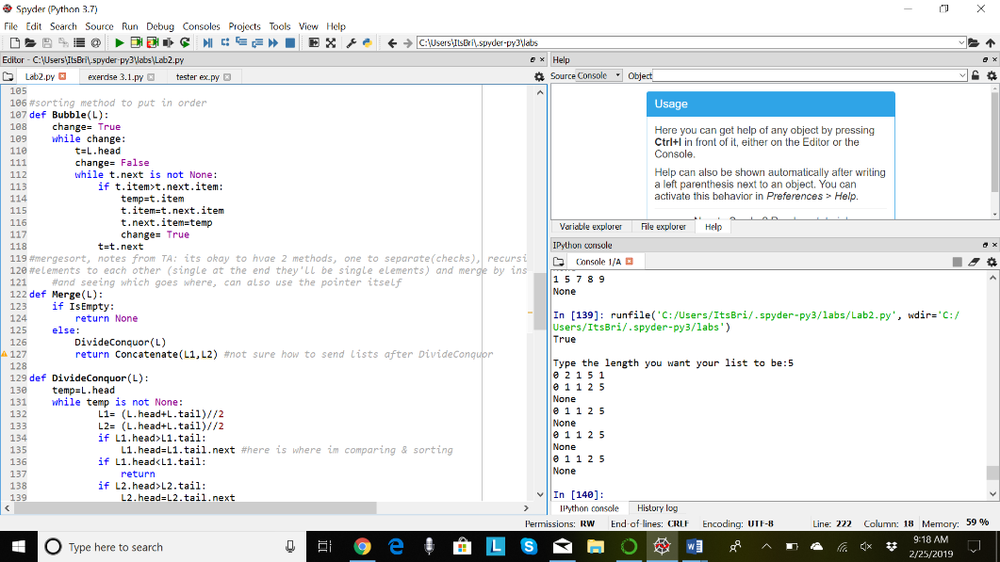 Spyder (Python 3.7)
File Edit Search Source Run Debug Consoles Projects Tools View Help
C:\Users\ItsBri\.spyder-py3\labs
Editor - C:\Users\ItsBri\.spyder-py3\labs\Lab2.py
Lab2.py exercise 3.1.py tester ex.py
105
106 #sorting method to put in order
107 def Bubble(L):
108 change= True
109 while change:
110 t=L.head
111 change= False
112 while t.next is not None:
113 if t.item>t.next.item:
114 temp=t.item
115 t.item=t.next.item
116 t.next.item=temp
117 change= True
118 t=t.next
119 #mergesort, notes from TA: its okay to hvae 2 methods, one to separate(checks), recursi
120 #elements to each other (single at the end they'll be single elements) and merge by ins
121 #and seeing which goes where, can also use the pointer itself
122 def Merge(L):
123 if IsEmpty:
124 return None
125 else:
126 DivideConquor(L)
127 return Concatenate(L1,L2) #not sure how to send lists after DivideConquor
128
129 def DivideConquor(L):
130 temp=L.head
131 while temp is not None:
132 L1= (L.head+L.tail)//2
133 L2= (L.head+L.tail)//2
134 if L1.head>L1.tail:
135 L1.head=L1.tail.next #here is where im comparing & sorting
136 if L1.head<L1.tail:
137 return
138 if L2.head>L2.tail:
139 L2.head=L2.tail.next
Help
Source Console Object
Usage
Here you can get help of any object by pressing
Ctrl+I in front of it, either on the Editor or the
Console.
Help can also be shown automatically after writing
a left parenthesis next to an object. You can
activate this behavior in Preferences > Help.
Variable explorer File explorer Help
IPython console
Console 1/A
1 5 7 8 9
None
In [139]: runfile('C:/Users/ItsBri/.spyder-py3/labs/Lab2.py', wdir='C:/
Users/ItsBri/.spyder-py3/labs')
True
Type the length you want your list to be:5
0 2 1 5 1
0 1 1 2 5
None
0 1 1 2 5
None
0 1 1 2 5
None
0 1 1 2 5
None
In [140]:
IPython console History log
Permissions: RW End-of-lines: CRLF Encoding: UTF-8 Line: 222 Column: 18 Memory: 59 %
Type here to search
9:18 AM
2/25/2019